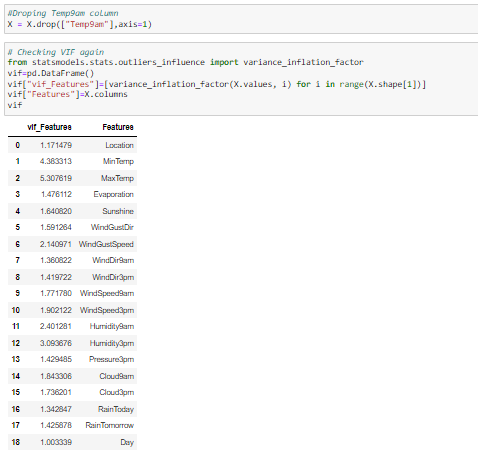 #Droping Temp9am column
X = X.drop(["Temp9am"],axis=1)
# Checking VIF again
from statsmodels.stats.outliers_influence import variance_inflation_factor
vif=pd.DataFrame()
vif["vif_Features"]=[variance_inflation_factor(X.values, i) for i in range(X.shape[1])]
vif["Features"]=X.columns
vif
vif_Features Features
0 1.171479 Location
1 4.383313 MinTemp
2 5.307619 MaxTemp
3 1.476112 Evaporation
4 1.640820 Sunshine
5 1.591264 WindGustDir
6 2.140971 WindGustSpeed
7 1.360822 WindDir9am
8 1.419722 WindDir3pm
9 1.771780 WindSpeed9am
10 1.902122 WindSpeed3pm
11 2.401281 Humidity9am
12 3.093676 Humidity3pm
13 1.429485 Pressure3pm
14 1.843306 Cloud9am
15 1.736201 Cloud3pm
16 1.342847 RainToday
17 1.425878 RainTomorrow
18 1.003339 Day